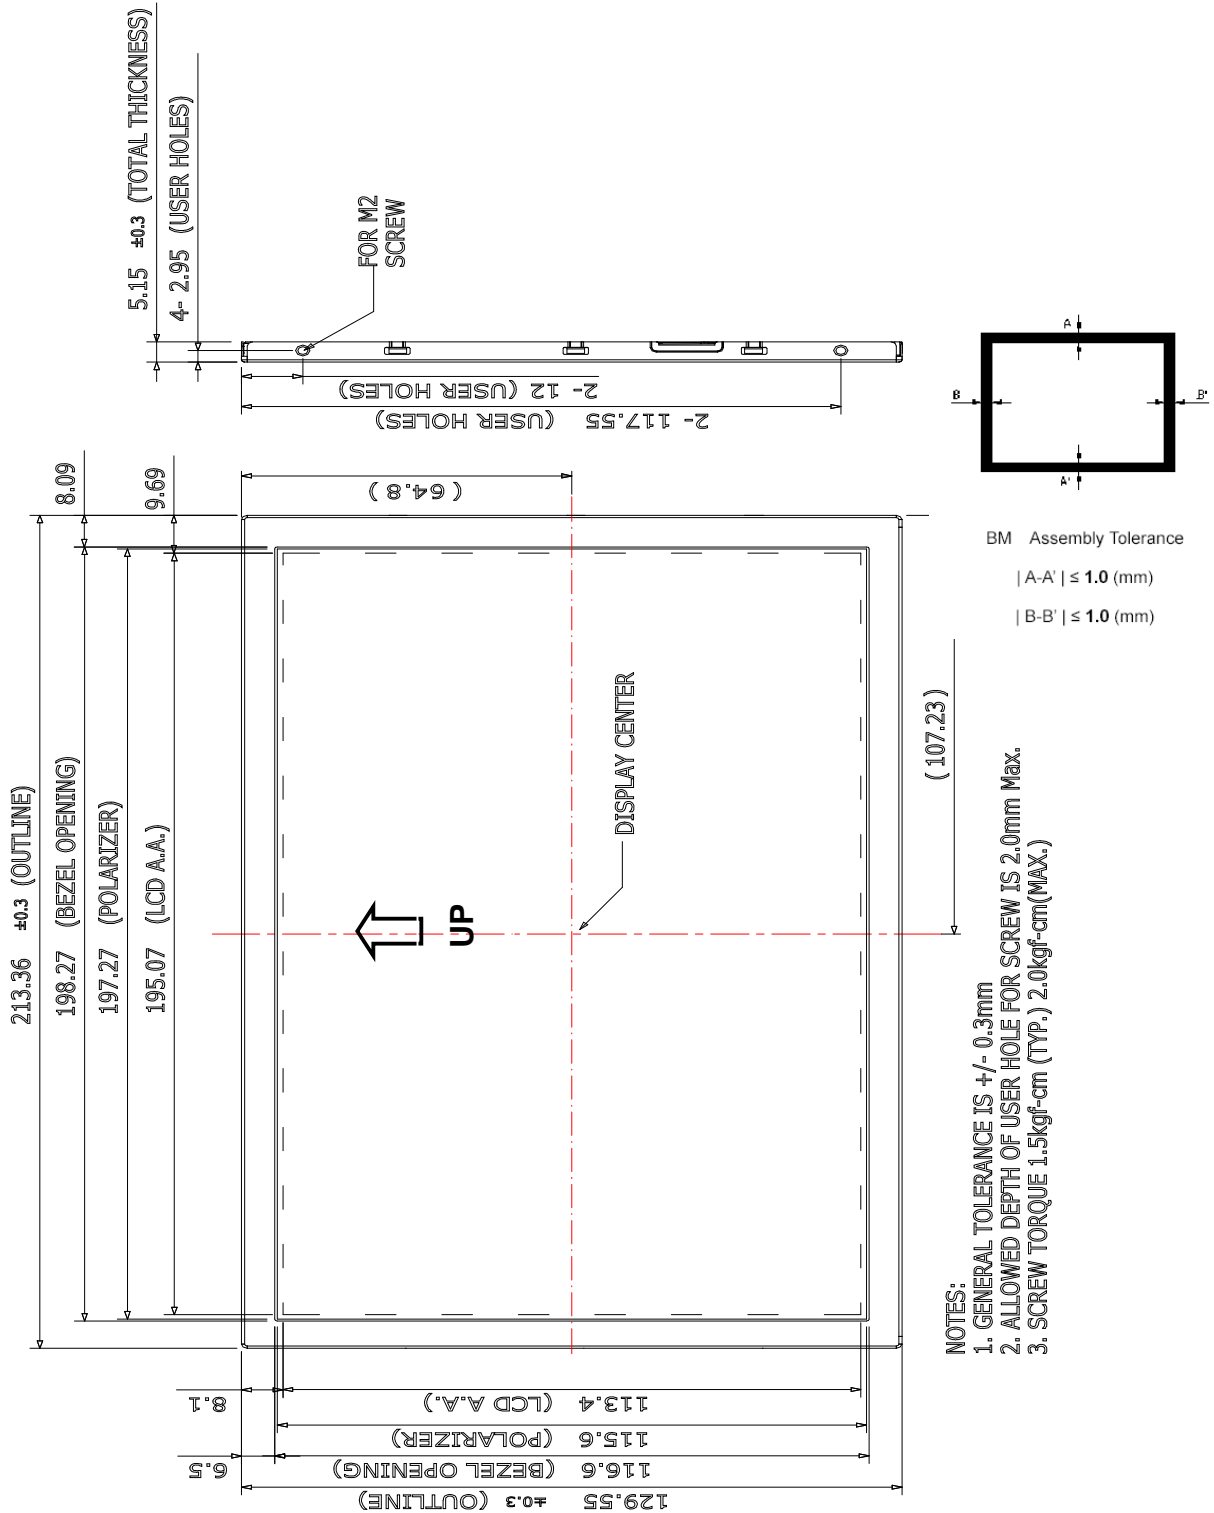 5.15 ±0.3 (TOTAL THICKNESS)
4- 2.95 (USER HOLES)
FOR M2
SCREW
2- 12 (USER HOLES)
2- 117.55 (USER HOLES)
A
B
B'
A'
BM Assembly Tolerance
| A-A' | ≤ 1.0 (mm)
| B-B' | ≤ 1.0 (mm)
8.09
9.69
( 64.8 )
213.36 ±0.3 (OUTLINE)
198.27 (BEZEL OPENING)
197.27 (POLARIZER)
195.07 (LCD A.A.)
UP
DISPLAY CENTER
( 107.23 )
NOTES:
1. GENERAL TOLERANCE IS +/- 0.3mm
2. ALLOWED DEPTH OF USER HOLE FOR SCREW IS 2.0mm Max.
3. SCREW TORQUE 1.5kgf-cm (TYP.) 2.0kgf-cm(MAX.)
8.1
113.4 (LCD A.A.)
115.6 (POLARIZER)
6.5
116.6 (BEZEL OPENING)
129.55 ±0.3 (OUTLINE)